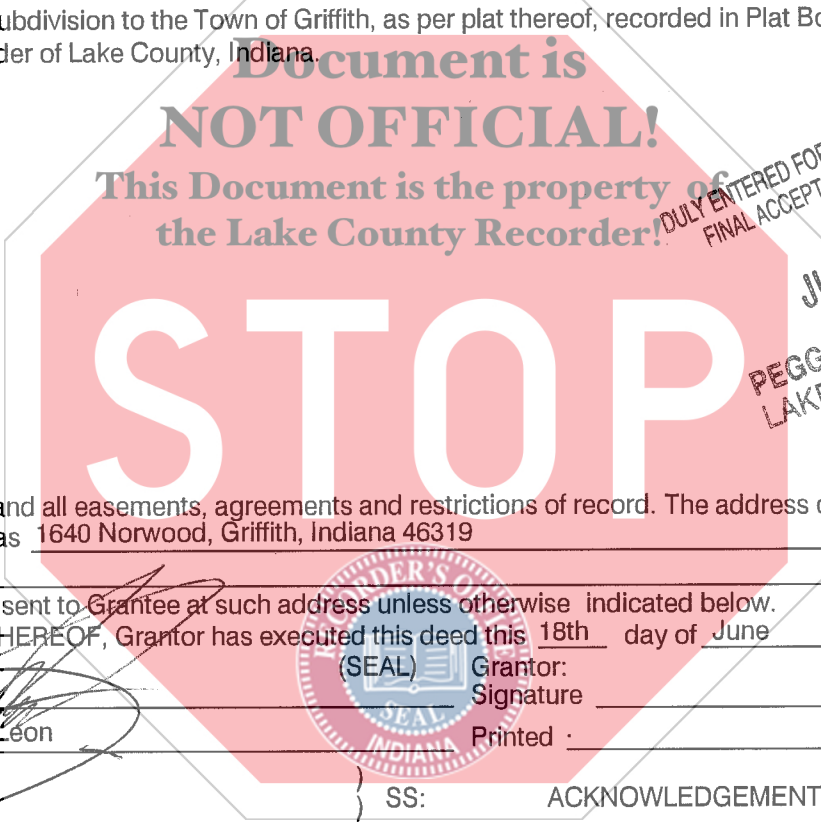 ubdivision to the Town of Griffith, as per plat thereof, recorded in Plat Bo
der of Lake County, Indiana.
Document is
NOT OFFICIAL!
This Document is the property of
the Lake County Recorder!
DULY ENTERED FOR
FINAL ACCEPT
JU
PEGG
LAKE
STOP
and all easements, agreements and restrictions of record. The address o
as 1640 Norwood, Griffith, Indiana 46319
sent to Grantee at such address unless otherwise indicated below.
HEREOF, Grantor has executed this deed this 18th day of June
(SEAL) Grantor:
Signature
Leon
Printed
RECORDER'S OFFICE
SEAL
INDIANA
SS: ACKNOWLEDGEMENT